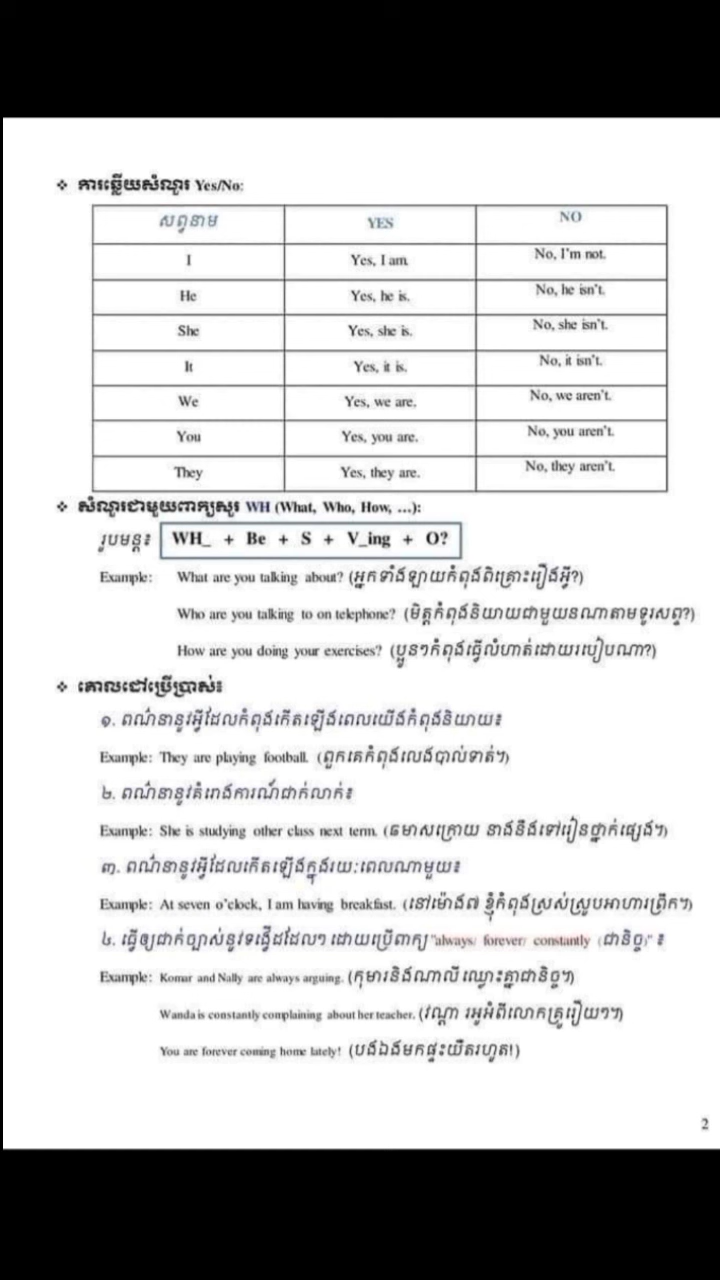 ❖ ការឆ្លើយសំណួរ Yes/No:
សព្វនាម YES NO
I Yes, I am. No, I'm not.
He Yes, he is. No, he isn't.
She Yes, she is. No, she isn't.
It Yes, it is. No, it isn't.
We Yes, we are. No, we aren't.
You Yes, you are. No, you aren't.
They Yes, they are. No, they aren't.
❖ សំណួរជាមួយពាក្យសួរ WH (What, Who, How, ...):
រូបមន្ត៖ WH_ + Be + S + V_ing + O?
Example: What are you talking about? (អ្នកទាំងឡាយកំពុងពិគ្រោះរឿងអ្វី?)
Who are you talking to on telephone? (មិត្តកំពុងនិយាយជាមួយនណាតាមទូរសព្ទ?)
How are you doing your exercises? (ប្អូនៗកំពុងធ្វើលំហាត់ដោយរបៀបណា?)
❖ គោលដៅប្រើប្រាស់៖
១. ពណ៌នានូវអ្វីដែលកំពុងកើតឡើងពេលយើងកំពុងនិយាយ៖
Example: They are playing football. (ពួកគេកំពុងលេងបាល់ទាត់។)
២. ពណ៌នានូវគំរោងការណ៍ជាក់លាក់៖
Example: She is studying other class next term. (ឆមាសក្រោយ នាងនឹងទៅរៀនថ្នាក់ផ្សេង។)
៣. ពណ៌នានូវអ្វីដែលកើតឡើងក្នុងរយៈពេលណាមួយ៖
Example: At seven o'clock, I am having breakfast. (នៅម៉ោង៧ ខ្ញុំកំពុងស្រស់ស្រូបអាហារព្រឹក។)
៤. ធ្វើឲ្យជាក់ច្បាស់នូវទង្វើដដែលៗ ដោយប្រើពាក្យ "always/ forever/ constantly (ជានិច្ច)" ៖
Example: Komar and Nally are always arguing. (កុមារនិងណាលី ឈ្លោះគ្នាជានិច្ច។)
Wanda is constantly complaining about her teacher. (វណ្ដា រអូអំពីលោកគ្រូរឿយៗ។)
You are forever coming home lately! (បងឯងមកផ្ទះយឺតរហូត!)
2